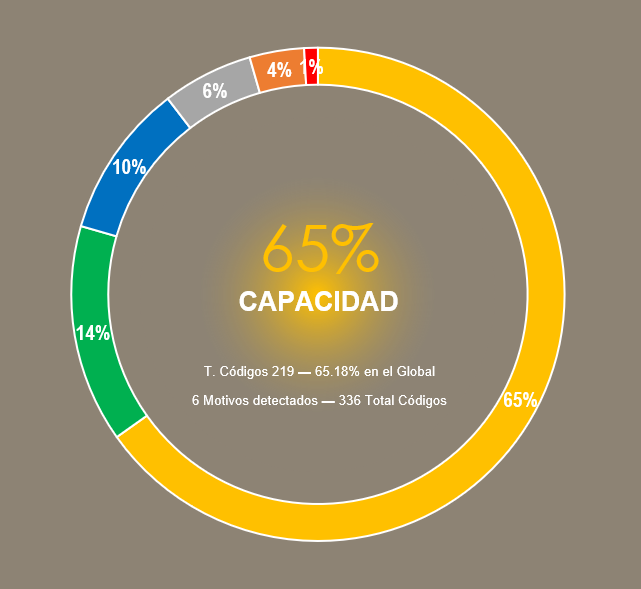 4%
1%
6%
10%
65%
CAPACIDAD
14%
T. Códigos 219 — 65.18% en el Global
6 Motivos detectados — 336 Total Códigos
65%